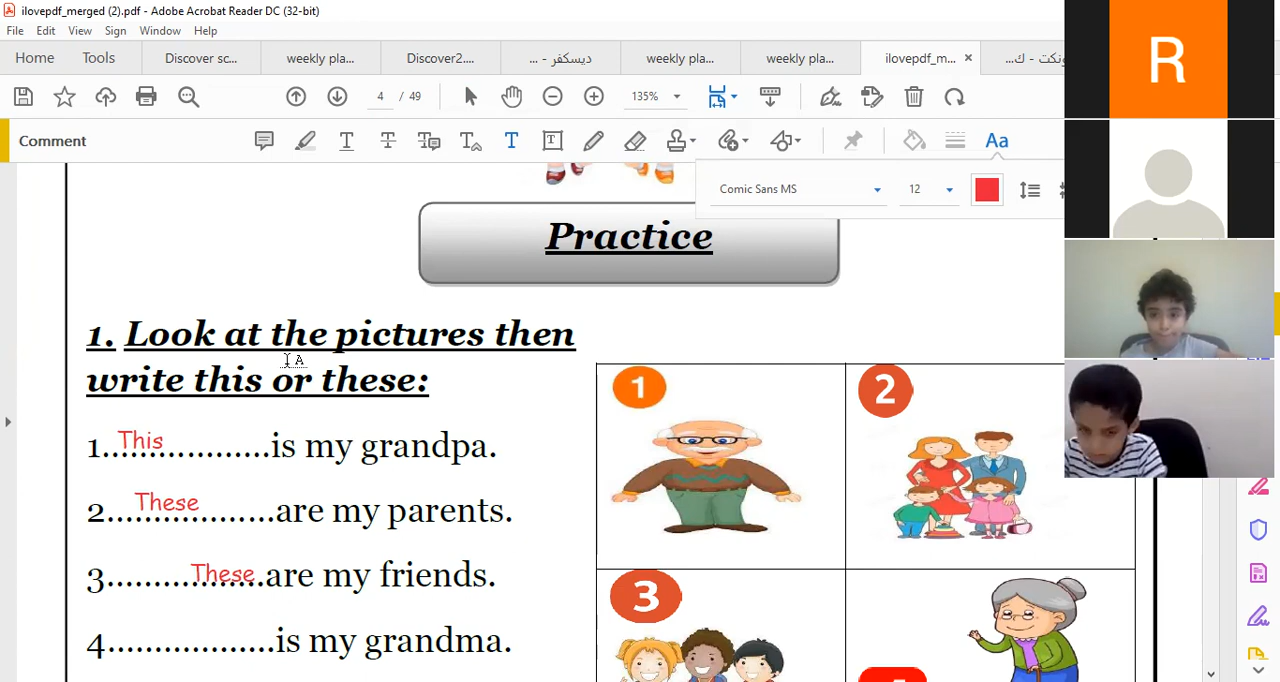 ilovepdf_merged (2).pdf - Adobe Acrobat Reader DC (32-bit)
File Edit View Sign Window Help
Home Tools Discover sc... weekly pla... Discover2.... ديسكفر - ... weekly pla... weekly pla... ilovepdf_m... × ونكت - ك...
4 / 49 135%
Comment
Comic Sans MS 12
R
Practice
1. Look at the pictures then
write this or these:
1. This ..................is my grandpa.
2. These ..................are my parents.
3. These ..................are my friends.
4..................is my grandma.
1
2
3